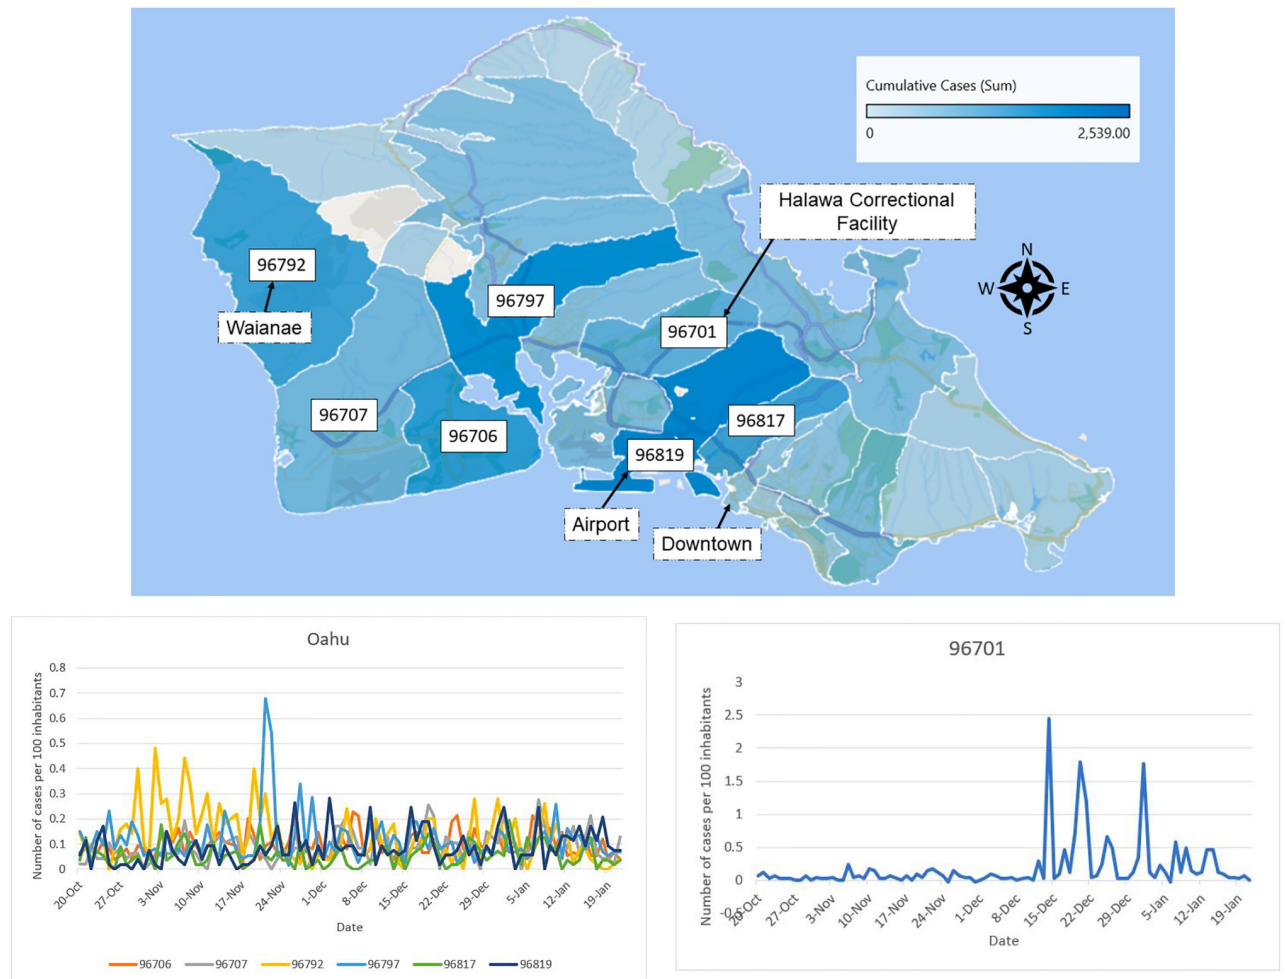 Cumulative Cases (Sum)
0 2,539.00
Halawa Correctional
Facility
N
W E
S
96792
Waianae
96797
96701
96707
96706
96817
96819
Airport
Downtown
Oahu
Number of cases per 100 inhabitants
0.8
0.7
0.6
0.5
0.4
0.3
0.2
0.1
0
20-Oct 27-Oct 3-Nov 10-Nov 17-Nov 24-Nov 1-Dec 8-Dec 15-Dec 22-Dec 29-Dec 5-Jan 12-Jan 19-Jan
Date
96706 96707 96792 96797 96817 96819
96701
Number of cases per 100 inhabitants
3
2.5
2
1.5
1
0.5
0
-0.5
20-Oct 27-Oct 3-Nov 10-Nov 17-Nov 24-Nov 1-Dec 8-Dec 15-Dec 22-Dec 29-Dec 5-Jan 12-Jan 19-Jan
Date